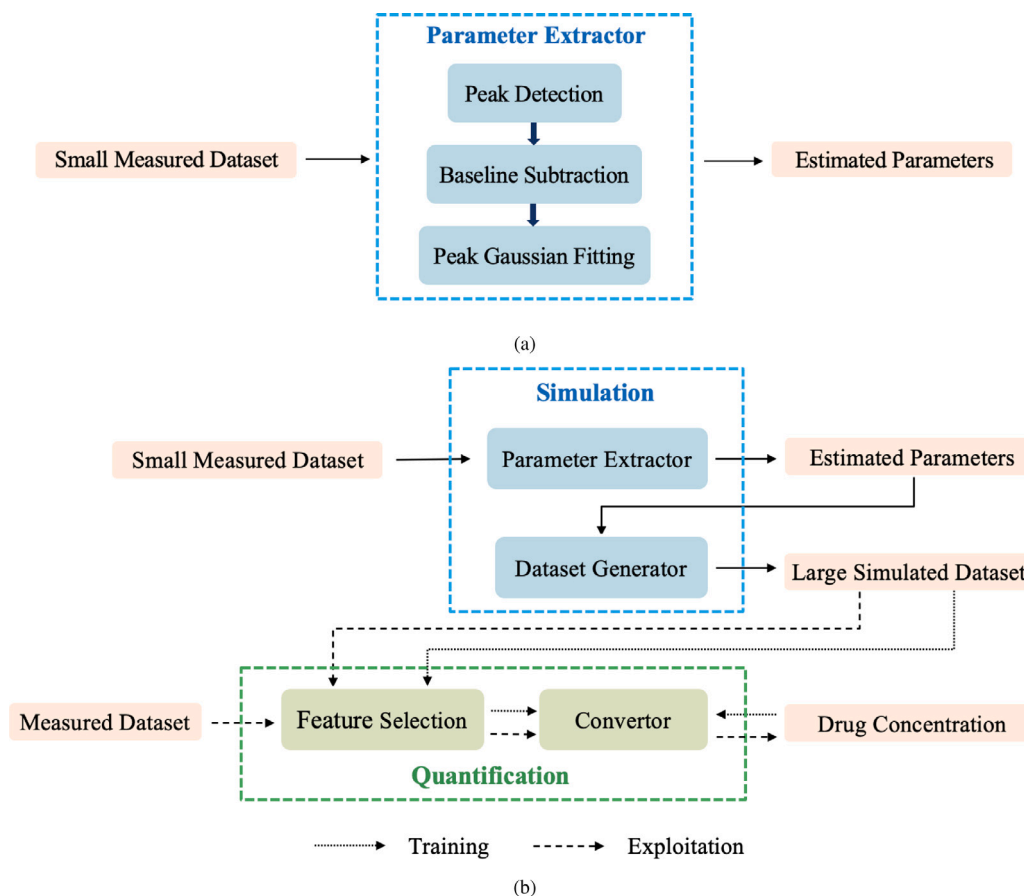 Parameter Extractor
Peak Detection
Small Measured Dataset
Baseline Subtraction
Estimated Parameters
Peak Gaussian Fitting
(a)
Simulation
Small Measured Dataset
Parameter Extractor
Estimated Parameters
Dataset Generator
Large Simulated Dataset
Measured Dataset
Feature Selection
Convertor
Drug Concentration
Quantification
Training
Exploitation
(b)